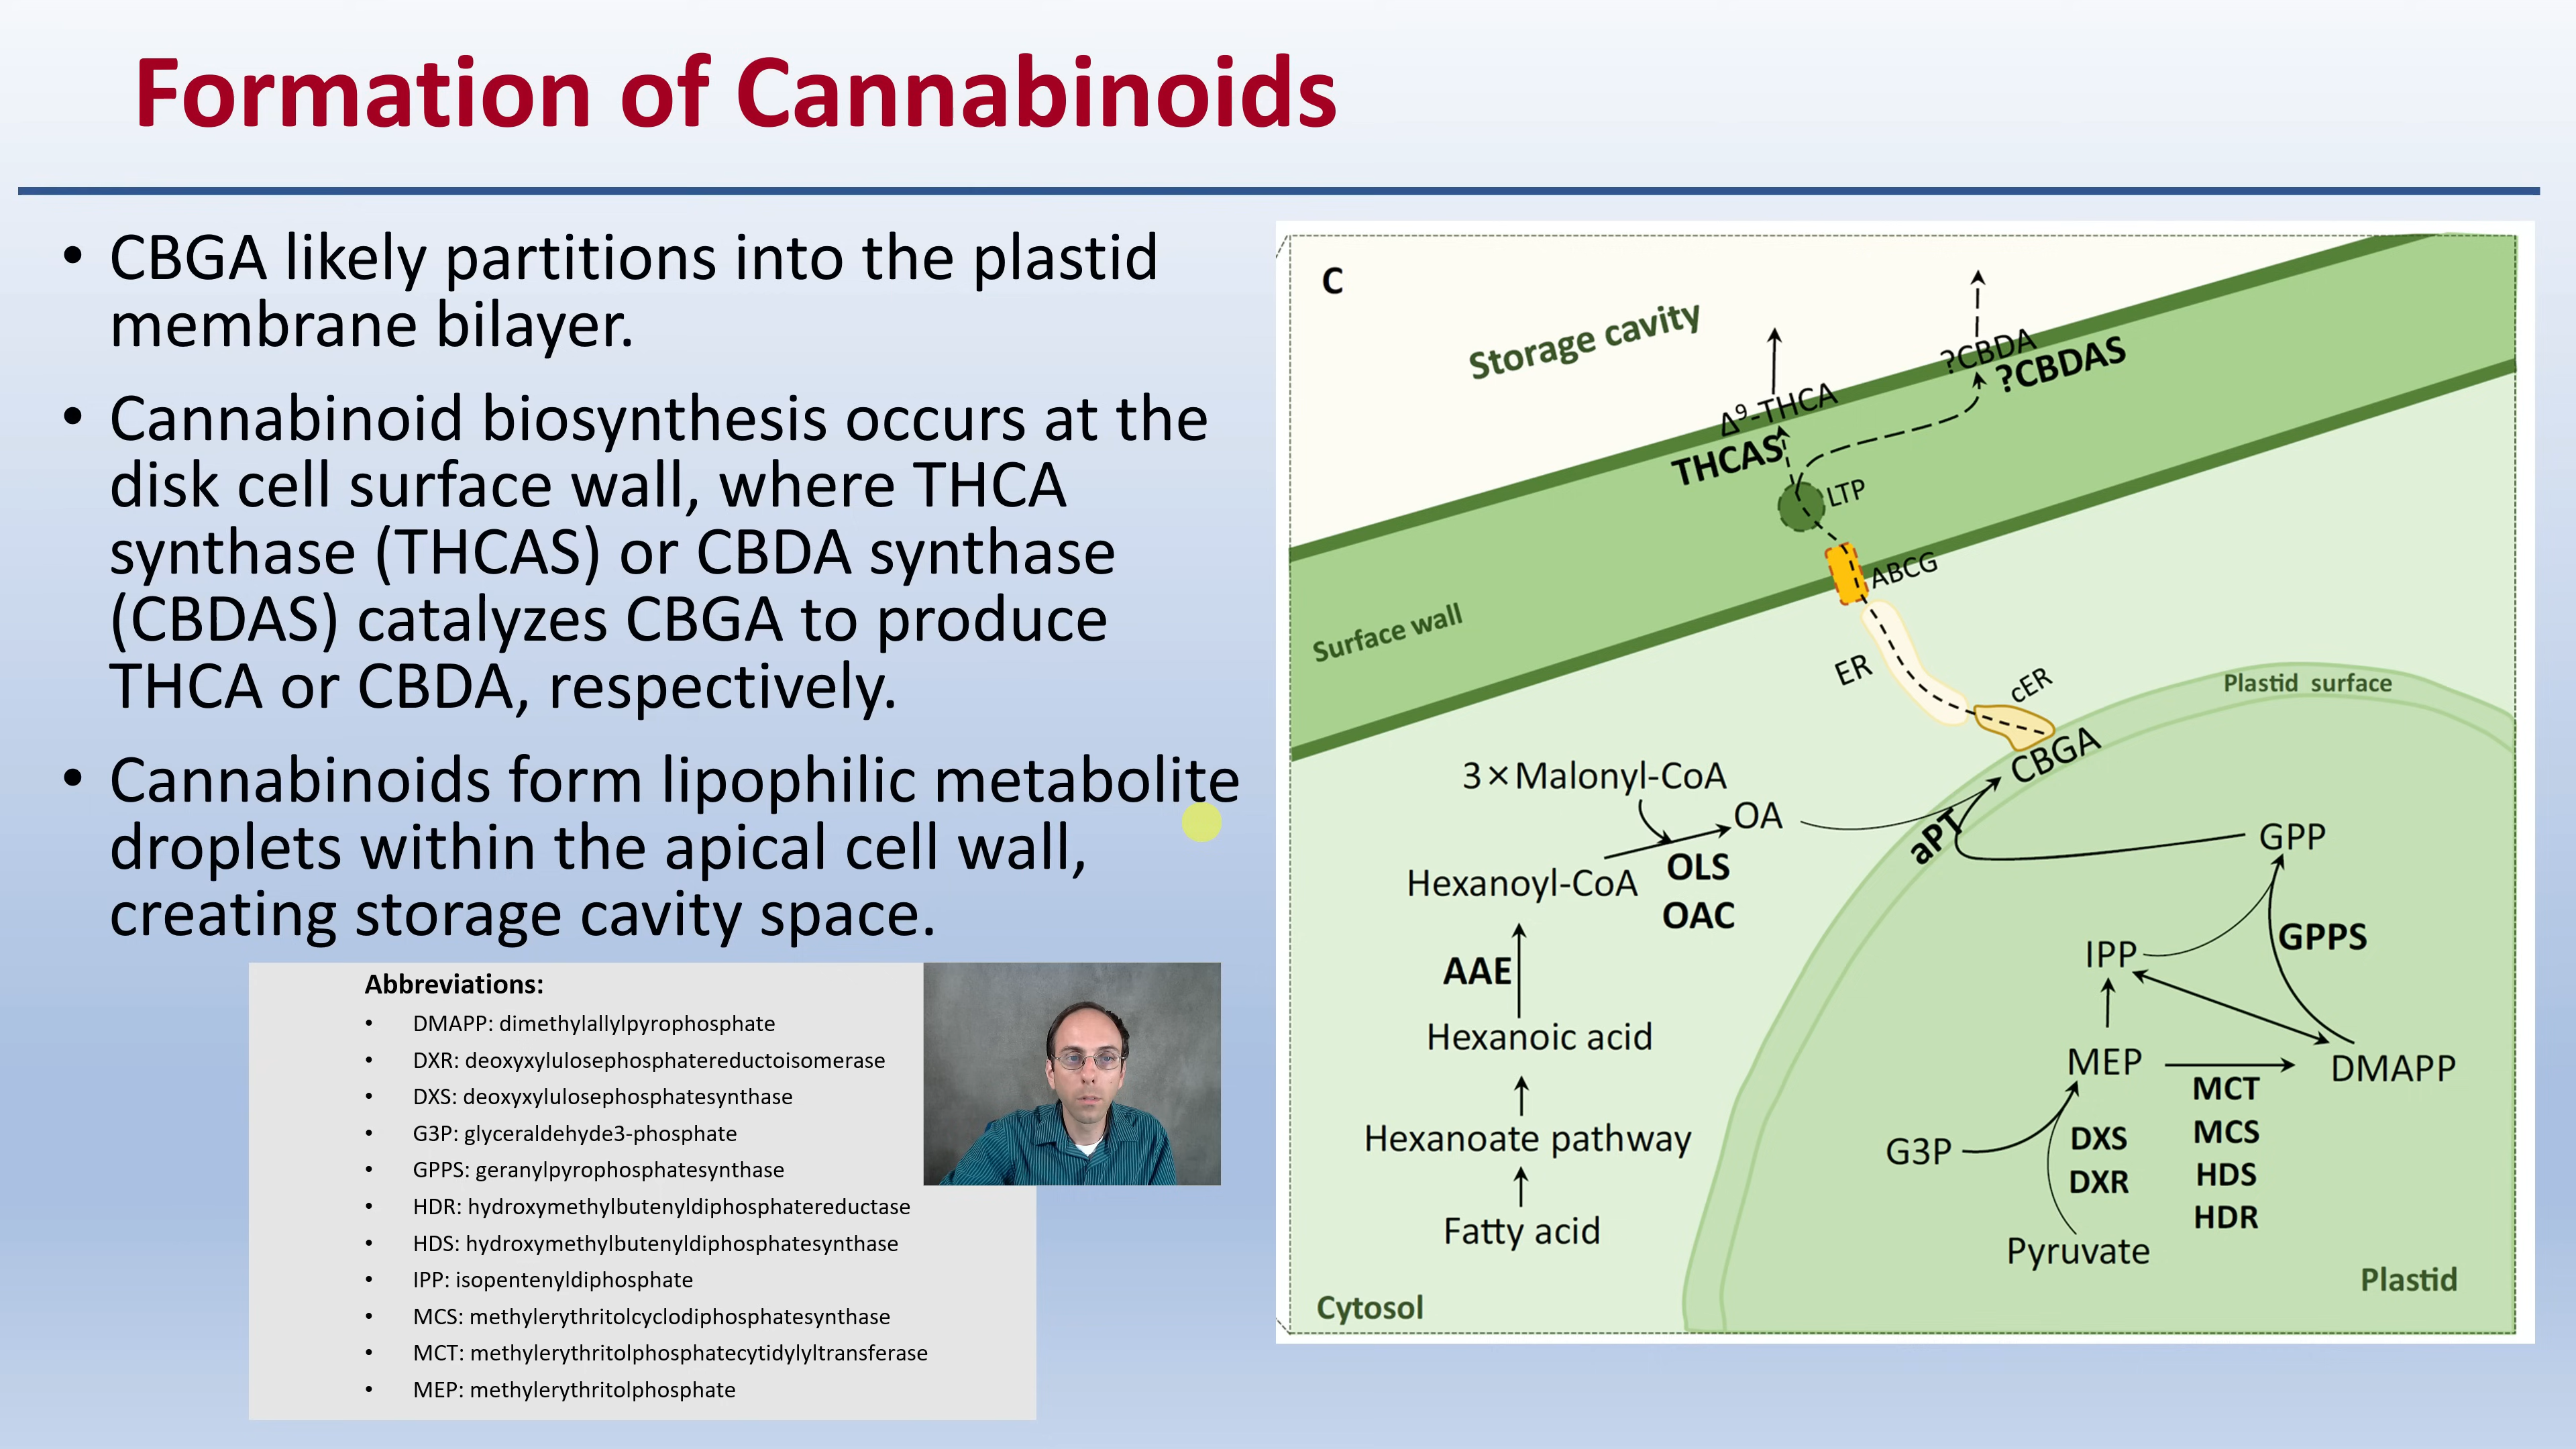 Formation of Cannabinoids
• CBGA likely partitions into the plastid
membrane bilayer.
• Cannabinoid biosynthesis occurs at the
disk cell surface wall, where THCA
synthase (THCAS) or CBDA synthase
(CBDAS) catalyzes CBGA to produce
THCA or CBDA, respectively.
• Cannabinoids form lipophilic metabolite
droplets within the apical cell wall,
creating storage cavity space.
Abbreviations:
• DMAPP: dimethylallylpyrophosphate
• DXR: deoxyxylulosephosphatereductoisomerase
• DXS: deoxyxylulosephosphatesynthase
• G3P: glyceraldehyde3-phosphate
• GPPS: geranylpyrophosphatesynthase
• HDR: hydroxymethylbutenyldiphosphatereductase
• HDS: hydroxymethylbutenyldiphosphatesynthase
• IPP: isopentenyldiphosphate
• MCS: methylerythritolcyclodiphosphatesynthase
• MCT: methylerythritolphosphatecytidylyltransferase
• MEP: methylerythritolphosphate
C
Storage cavity
?CBDA
?CBDAS
Δ⁹-THCA
THCAS
LTP
ABCG
Surface wall
ER
cER
Plastid surface
CBGA
3×Malonyl-CoA
OA
aPT
GPP
OLS
Hexanoyl-CoA
OAC
GPPS
IPP
AAE
Hexanoic acid
MEP
DMAPP
MCT
MCS
HDS
HDR
Hexanoate pathway
G3P
DXS
DXR
Fatty acid
Pyruvate
Plastid
Cytosol